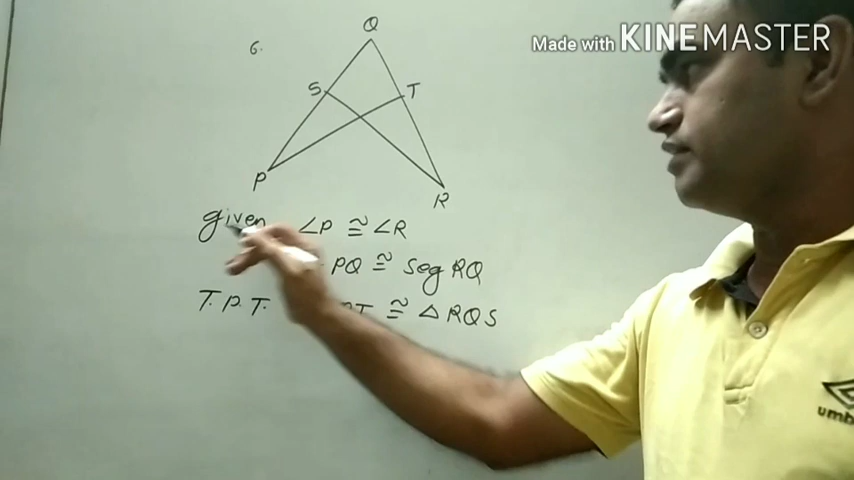 6.
Q
Made with KINEMASTER
S
T
P
R
given ∠P ≅ ∠R
PQ ≅ seg RQ
T.P.T. ≅ △RQS
umb